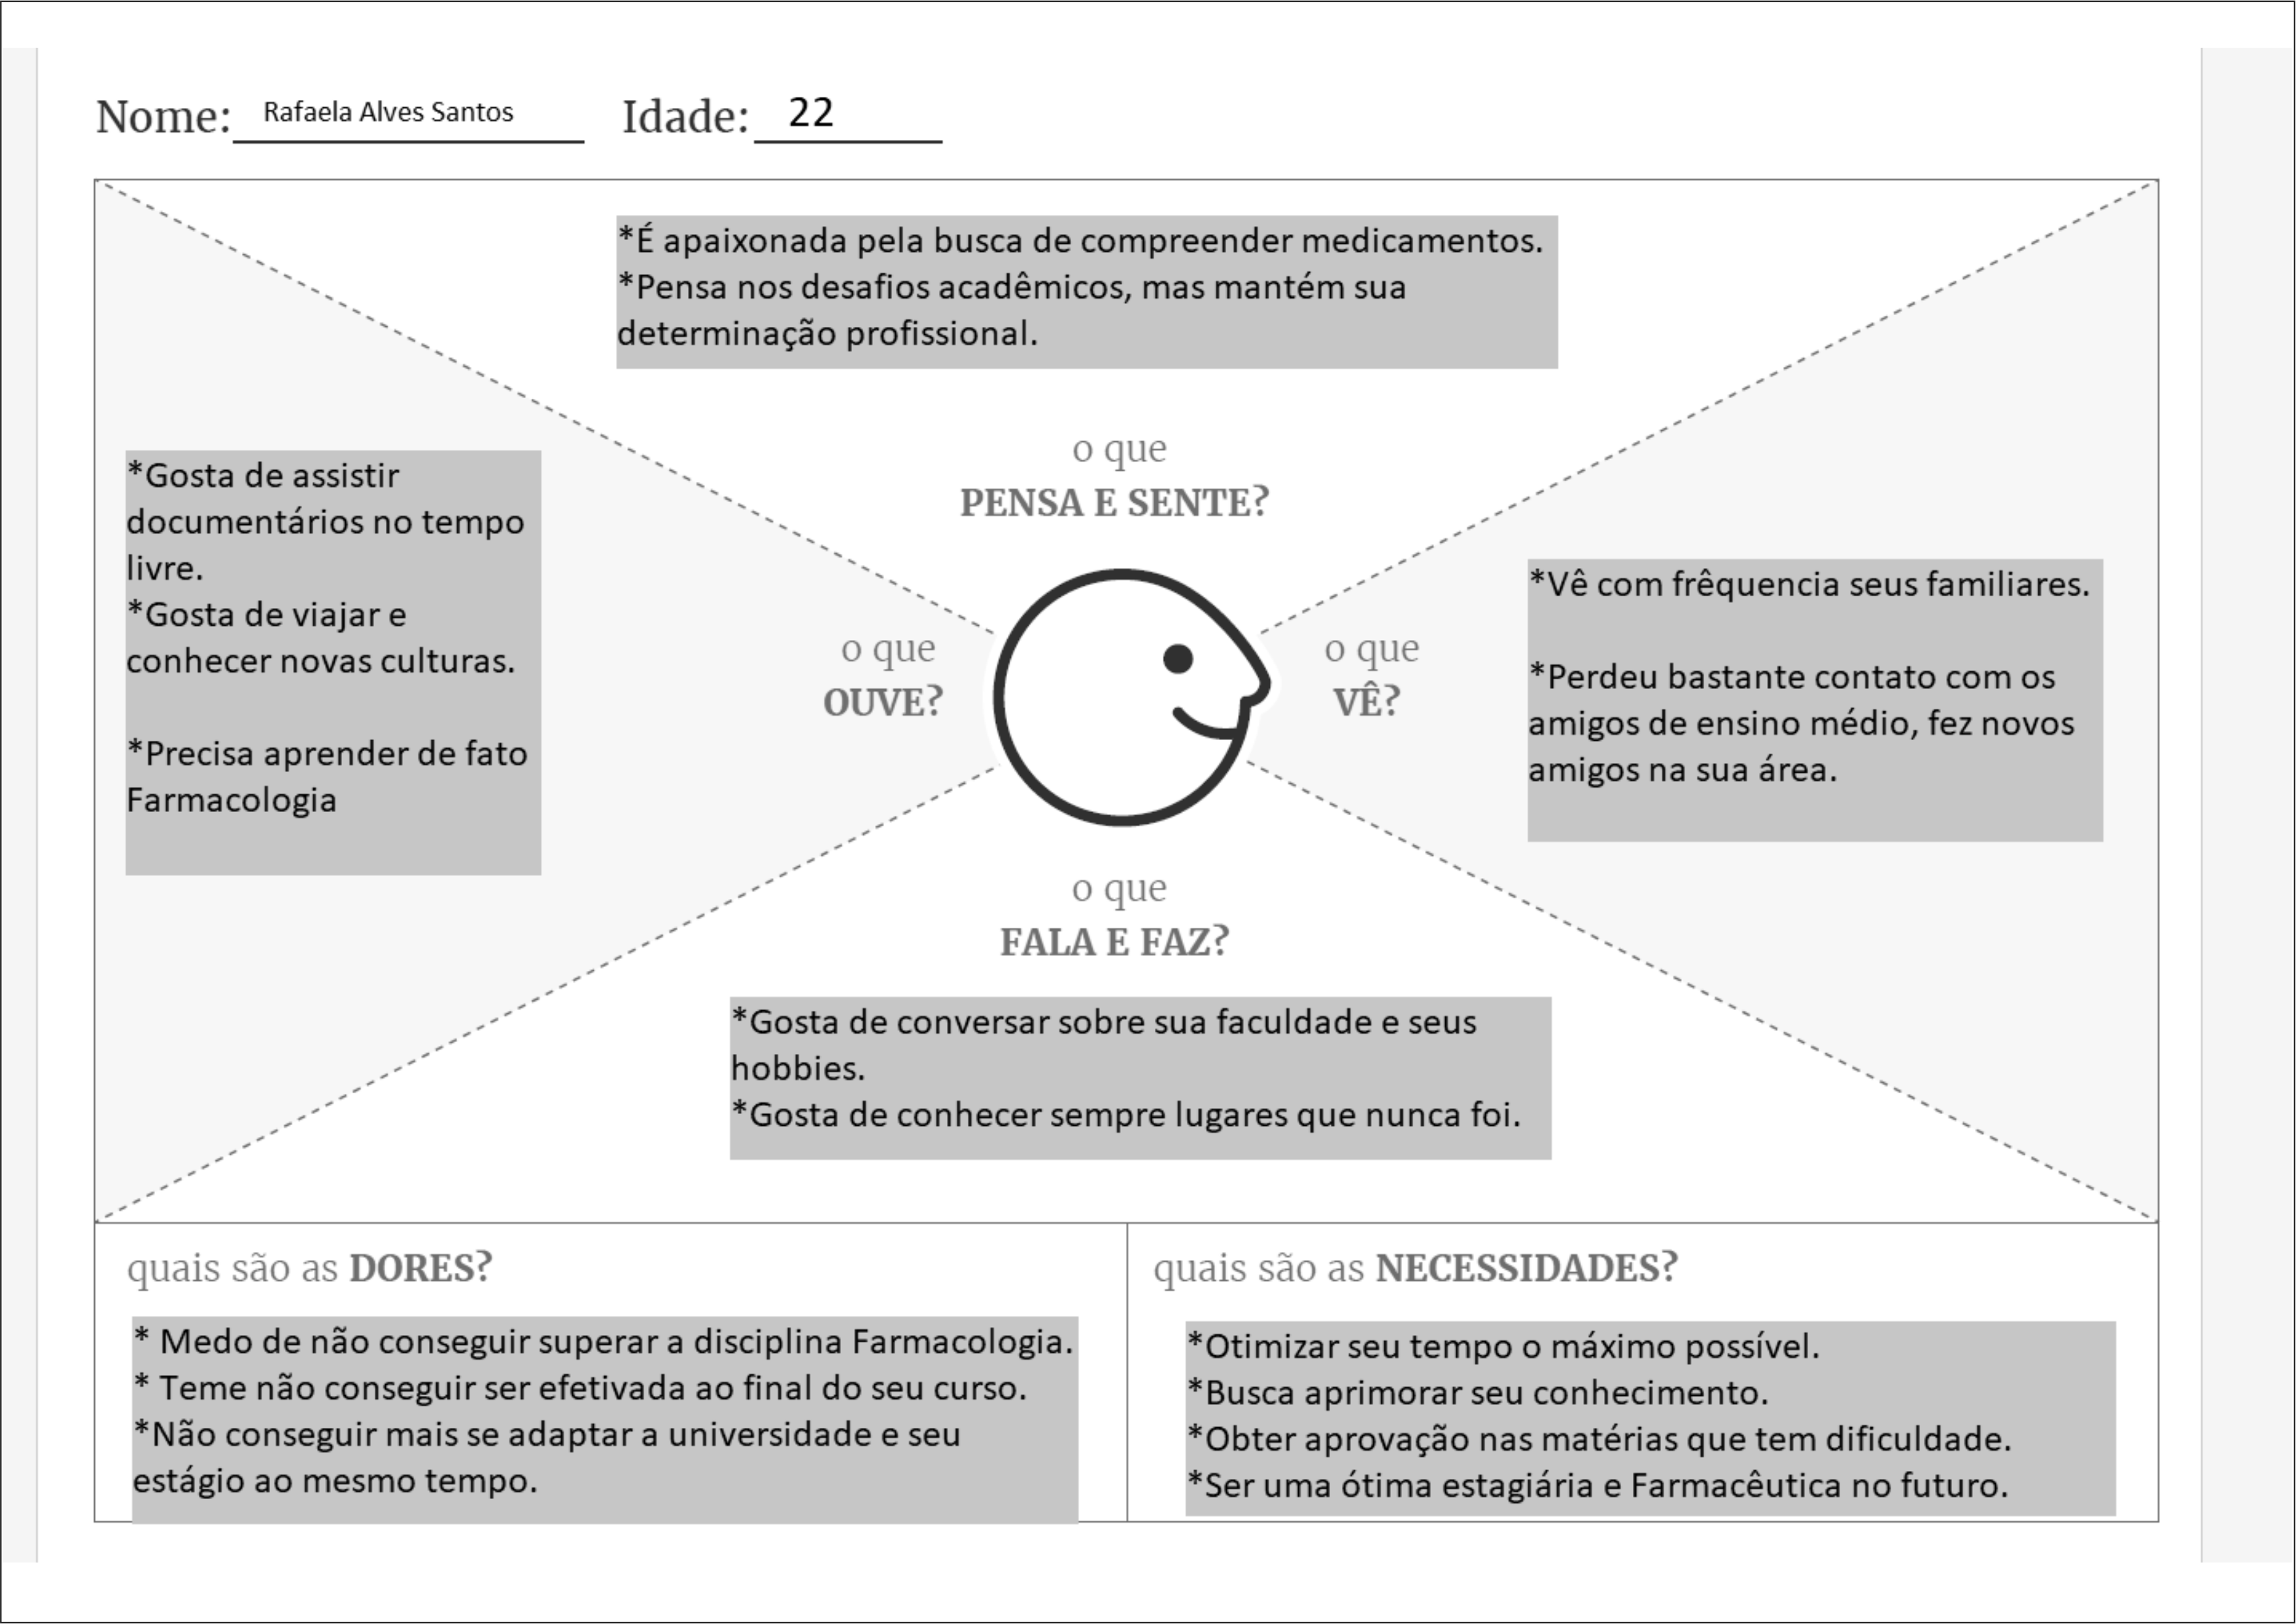 Nome: Rafaela Alves Santos Idade: 22
*É apaixonada pela busca de compreender medicamentos.
*Pensa nos desafios acadêmicos, mas mantém sua
determinação profissional.
o que
PENSA E SENTE?
*Gosta de assistir
documentários no tempo
livre.
*Gosta de viajar e
conhecer novas culturas.
*Precisa aprender de fato
Farmacologia
o que
OUVE?
o que
VÊ?
*Vê com frêquencia seus familiares.
*Perdeu bastante contato com os
amigos de ensino médio, fez novos
amigos na sua área.
o que
FALA E FAZ?
*Gosta de conversar sobre sua faculdade e seus
hobbies.
*Gosta de conhecer sempre lugares que nunca foi.
quais são as DORES?
* Medo de não conseguir superar a disciplina Farmacologia.
* Teme não conseguir ser efetivada ao final do seu curso.
*Não conseguir mais se adaptar a universidade e seu
estágio ao mesmo tempo.
quais são as NECESSIDADES?
*Otimizar seu tempo o máximo possível.
*Busca aprimorar seu conhecimento.
*Obter aprovação nas matérias que tem dificuldade.
*Ser uma ótima estagiária e Farmacêutica no futuro.